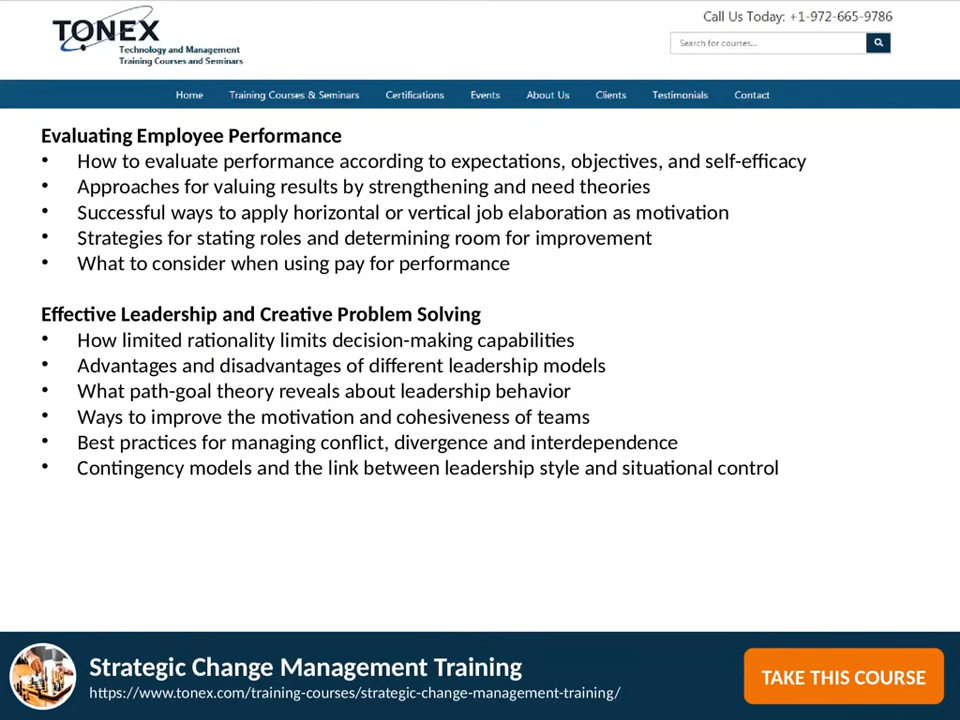 TONEX
Technology and Management
Training Courses and Seminars
Call Us Today: +1-972-665-9786
Search for courses...
Home Training Courses & Seminars Certifications Events About Us Clients Testimonials Contact
Evaluating Employee Performance
• How to evaluate performance according to expectations, objectives, and self-efficacy
• Approaches for valuing results by strengthening and need theories
• Successful ways to apply horizontal or vertical job elaboration as motivation
• Strategies for stating roles and determining room for improvement
• What to consider when using pay for performance
Effective Leadership and Creative Problem Solving
• How limited rationality limits decision-making capabilities
• Advantages and disadvantages of different leadership models
• What path-goal theory reveals about leadership behavior
• Ways to improve the motivation and cohesiveness of teams
• Best practices for managing conflict, divergence and interdependence
• Contingency models and the link between leadership style and situational control
Strategic Change Management Training
https://www.tonex.com/training-courses/strategic-change-management-training/
TAKE THIS COURSE